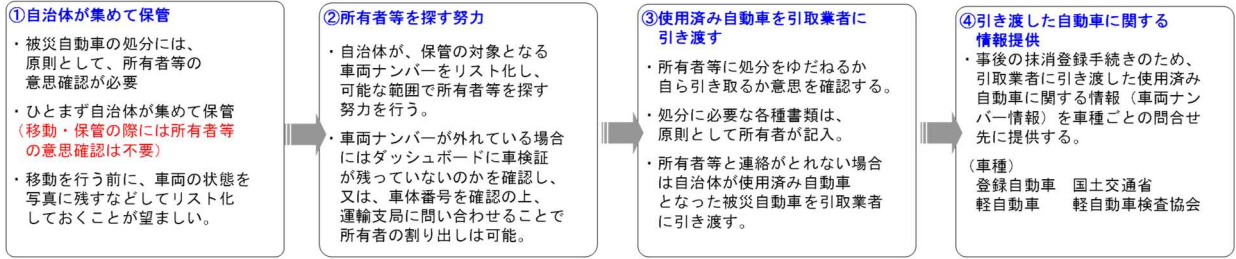 ①自治体が集めて保管
・被災自動車の処分には、
原則として、所有者等の
意思確認が必要
・ひとまず自治体が集めて保管
（移動・保管の際には所有者等
の意思確認は不要）
・移動を行う前に、車両の状態を
写真に残すなどしてリスト化
しておくことが望ましい。
②所有者等を探す努力
・自治体が、保管の対象となる
車両ナンバーをリスト化し、
可能な範囲で所有者等を探す
努力を行う。
・車両ナンバーが外れている場合
にはダッシュボードに車検証
が残っていないのかを確認し、
又は、車体番号を確認の上、
運輸支局に問い合わせることで
所有者の割り出しは可能。
③使用済み自動車を引取業者に
引き渡す
・所有者等に処分をゆだねるか
自ら引き取るか意思を確認する。
・処分に必要な各種書類は、
原則として所有者が記入。
・所有者等と連絡がとれない場合
は自治体が使用済み自動車
となった被災自動車を引取業者
に引き渡す。
④引き渡した自動車に関する
情報提供
・事後の抹消登録手続きのため、
引取業者に引き渡した使用済み
自動車に関する情報（車両ナン
バー情報）を車種ごとの問合せ
先に提供する。
（車種）
登録自動車　国土交通省
軽自動車　　軽自動車検査協会